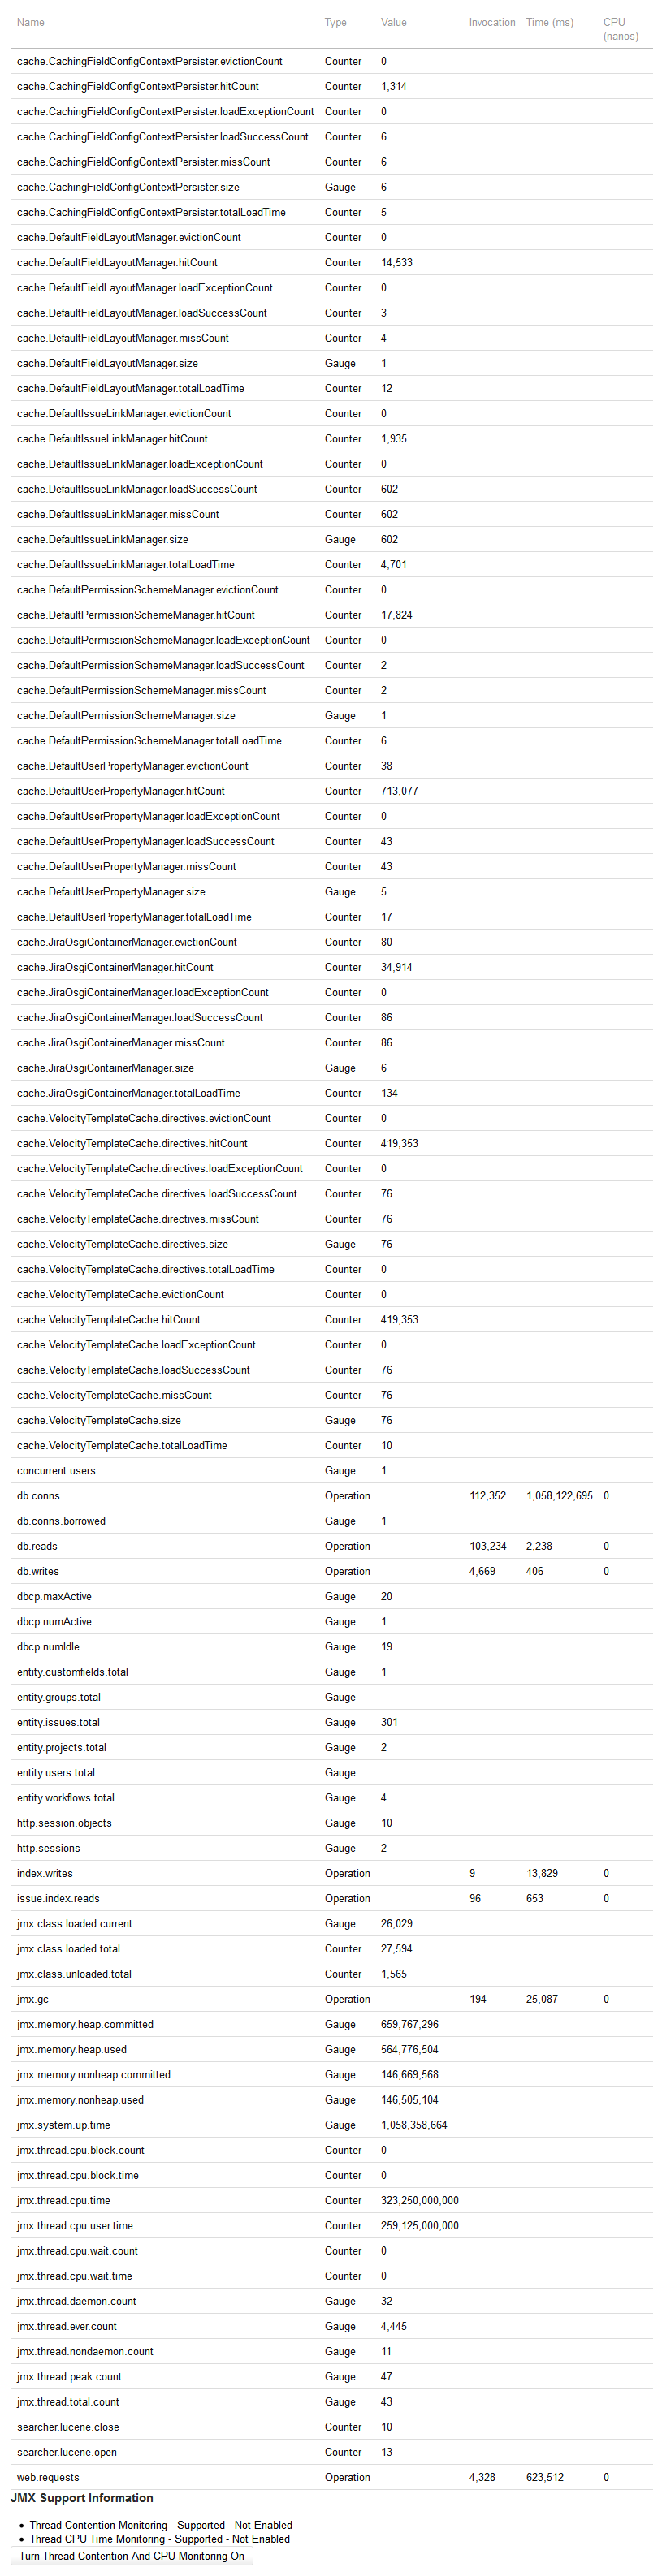 Name Type Value Invocation Time (ms) CPU
(nanos)
cache.CachingFieldConfigContextPersister.evictionCount Counter 0
cache.CachingFieldConfigContextPersister.hitCount Counter 1,314
cache.CachingFieldConfigContextPersister.loadExceptionCount Counter 0
cache.CachingFieldConfigContextPersister.loadSuccessCount Counter 6
cache.CachingFieldConfigContextPersister.missCount Counter 6
cache.CachingFieldConfigContextPersister.size Gauge 6
cache.CachingFieldConfigContextPersister.totalLoadTime Counter 5
cache.DefaultFieldLayoutManager.evictionCount Counter 0
cache.DefaultFieldLayoutManager.hitCount Counter 14,533
cache.DefaultFieldLayoutManager.loadExceptionCount Counter 0
cache.DefaultFieldLayoutManager.loadSuccessCount Counter 3
cache.DefaultFieldLayoutManager.missCount Counter 4
cache.DefaultFieldLayoutManager.size Gauge 1
cache.DefaultFieldLayoutManager.totalLoadTime Counter 12
cache.DefaultIssueLinkManager.evictionCount Counter 0
cache.DefaultIssueLinkManager.hitCount Counter 1,935
cache.DefaultIssueLinkManager.loadExceptionCount Counter 0
cache.DefaultIssueLinkManager.loadSuccessCount Counter 602
cache.DefaultIssueLinkManager.missCount Counter 602
cache.DefaultIssueLinkManager.size Gauge 602
cache.DefaultIssueLinkManager.totalLoadTime Counter 4,701
cache.DefaultPermissionSchemeManager.evictionCount Counter 0
cache.DefaultPermissionSchemeManager.hitCount Counter 17,824
cache.DefaultPermissionSchemeManager.loadExceptionCount Counter 0
cache.DefaultPermissionSchemeManager.loadSuccessCount Counter 2
cache.DefaultPermissionSchemeManager.missCount Counter 2
cache.DefaultPermissionSchemeManager.size Gauge 1
cache.DefaultPermissionSchemeManager.totalLoadTime Counter 6
cache.DefaultUserPropertyManager.evictionCount Counter 38
cache.DefaultUserPropertyManager.hitCount Counter 713,077
cache.DefaultUserPropertyManager.loadExceptionCount Counter 0
cache.DefaultUserPropertyManager.loadSuccessCount Counter 43
cache.DefaultUserPropertyManager.missCount Counter 43
cache.DefaultUserPropertyManager.size Gauge 5
cache.DefaultUserPropertyManager.totalLoadTime Counter 17
cache.JiraOsgiContainerManager.evictionCount Counter 80
cache.JiraOsgiContainerManager.hitCount Counter 34,914
cache.JiraOsgiContainerManager.loadExceptionCount Counter 0
cache.JiraOsgiContainerManager.loadSuccessCount Counter 86
cache.JiraOsgiContainerManager.missCount Counter 86
cache.JiraOsgiContainerManager.size Gauge 6
cache.JiraOsgiContainerManager.totalLoadTime Counter 134
cache.VelocityTemplateCache.directives.evictionCount Counter 0
cache.VelocityTemplateCache.directives.hitCount Counter 419,353
cache.VelocityTemplateCache.directives.loadExceptionCount Counter 0
cache.VelocityTemplateCache.directives.loadSuccessCount Counter 76
cache.VelocityTemplateCache.directives.missCount Counter 76
cache.VelocityTemplateCache.directives.size Gauge 76
cache.VelocityTemplateCache.directives.totalLoadTime Counter 0
cache.VelocityTemplateCache.evictionCount Counter 0
cache.VelocityTemplateCache.hitCount Counter 419,353
cache.VelocityTemplateCache.loadExceptionCount Counter 0
cache.VelocityTemplateCache.loadSuccessCount Counter 76
cache.VelocityTemplateCache.missCount Counter 76
cache.VelocityTemplateCache.size Gauge 76
cache.VelocityTemplateCache.totalLoadTime Counter 10
concurrent.users Gauge 1
db.conns Operation 112,352 1,058,122,695 0
db.conns.borrowed Gauge 1
db.reads Operation 103,234 2,238 0
db.writes Operation 4,669 406 0
dbcp.maxActive Gauge 20
dbcp.numActive Gauge 1
dbcp.numIdle Gauge 19
entity.customfields.total Gauge 1
entity.groups.total Gauge
entity.issues.total Gauge 301
entity.projects.total Gauge 2
entity.users.total Gauge
entity.workflows.total Gauge 4
http.session.objects Gauge 10
http.sessions Gauge 2
index.writes Operation 9 13,829 0
issue.index.reads Operation 96 653 0
jmx.class.loaded.current Gauge 26,029
jmx.class.loaded.total Counter 27,594
jmx.class.unloaded.total Counter 1,565
jmx.gc Operation 194 25,087 0
jmx.memory.heap.committed Gauge 659,767,296
jmx.memory.heap.used Gauge 564,776,504
jmx.memory.nonheap.committed Gauge 146,669,568
jmx.memory.nonheap.used Gauge 146,505,104
jmx.system.up.time Gauge 1,058,358,664
jmx.thread.cpu.block.count Counter 0
jmx.thread.cpu.block.time Counter 0
jmx.thread.cpu.time Counter 323,250,000,000
jmx.thread.cpu.user.time Counter 259,125,000,000
jmx.thread.cpu.wait.count Counter 0
jmx.thread.cpu.wait.time Counter 0
jmx.thread.daemon.count Gauge 32
jmx.thread.ever.count Gauge 4,445
jmx.thread.nondaemon.count Gauge 11
jmx.thread.peak.count Gauge 47
jmx.thread.total.count Gauge 43
searcher.lucene.close Counter 10
searcher.lucene.open Counter 13
web.requests Operation 4,328 623,512 0
JMX Support Information
• Thread Contention Monitoring - Supported - Not Enabled
• Thread CPU Time Monitoring - Supported - Not Enabled
Turn Thread Contention And CPU Monitoring On